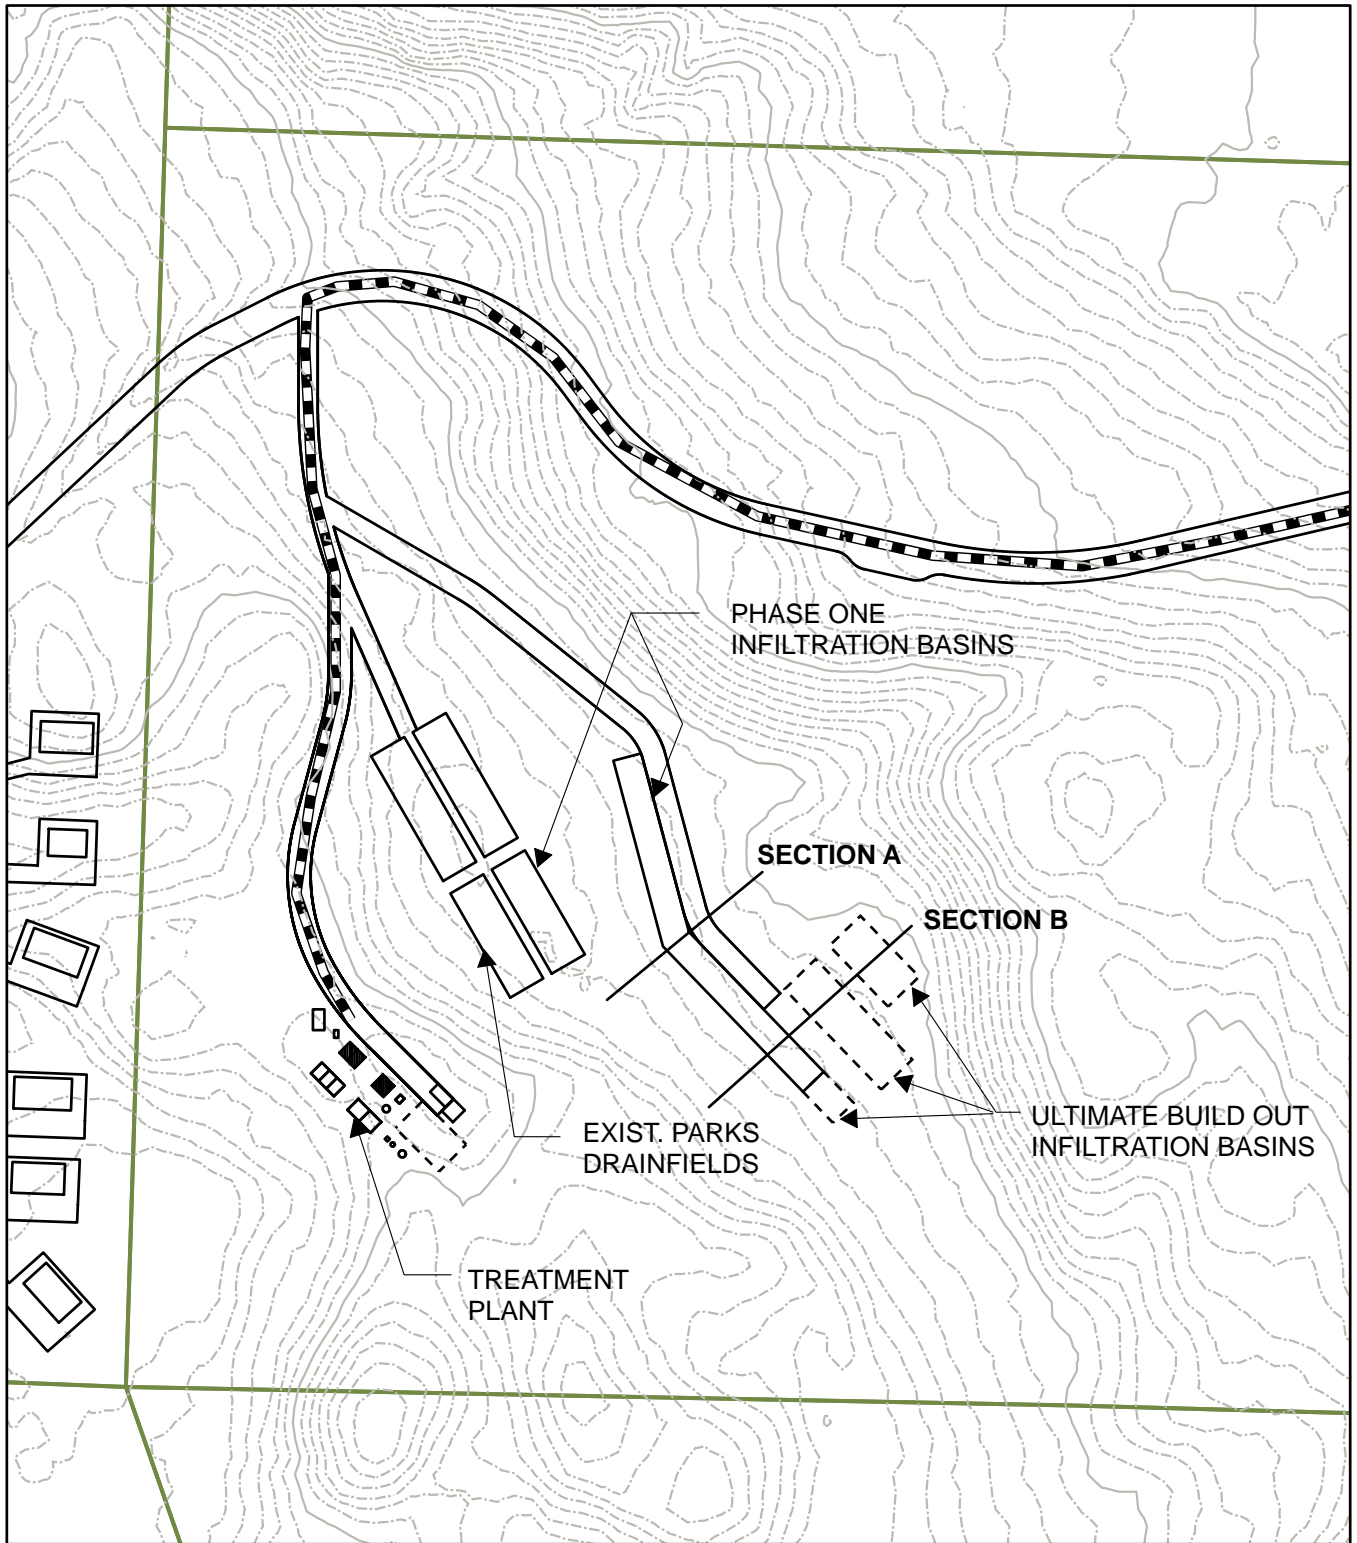 PHASE ONE
INFILTRATION BASINS
SECTION A
SECTION B
EXIST. PARKS
DRAINFIELDS
ULTIMATE BUILD OUT
INFILTRATION BASINS
TREATMENT
PLANT